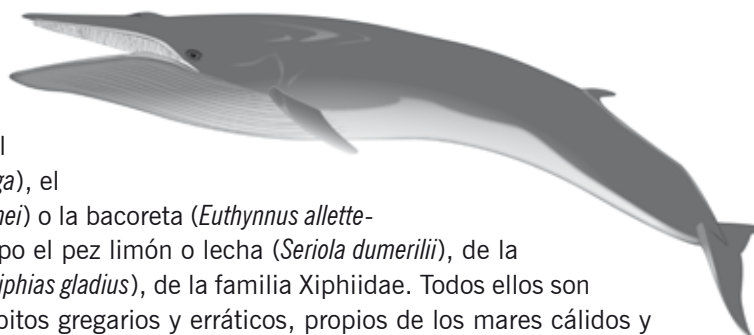 l
ga), el
nei) o la bacoreta (Euthynnus allette-
po el pez limón o lecha (Seriola dumerilii), de la
iphias gladius), de la familia Xiphiidae. Todos ellos son
bitos gregarios y erráticos, propios de los mares cálidos y